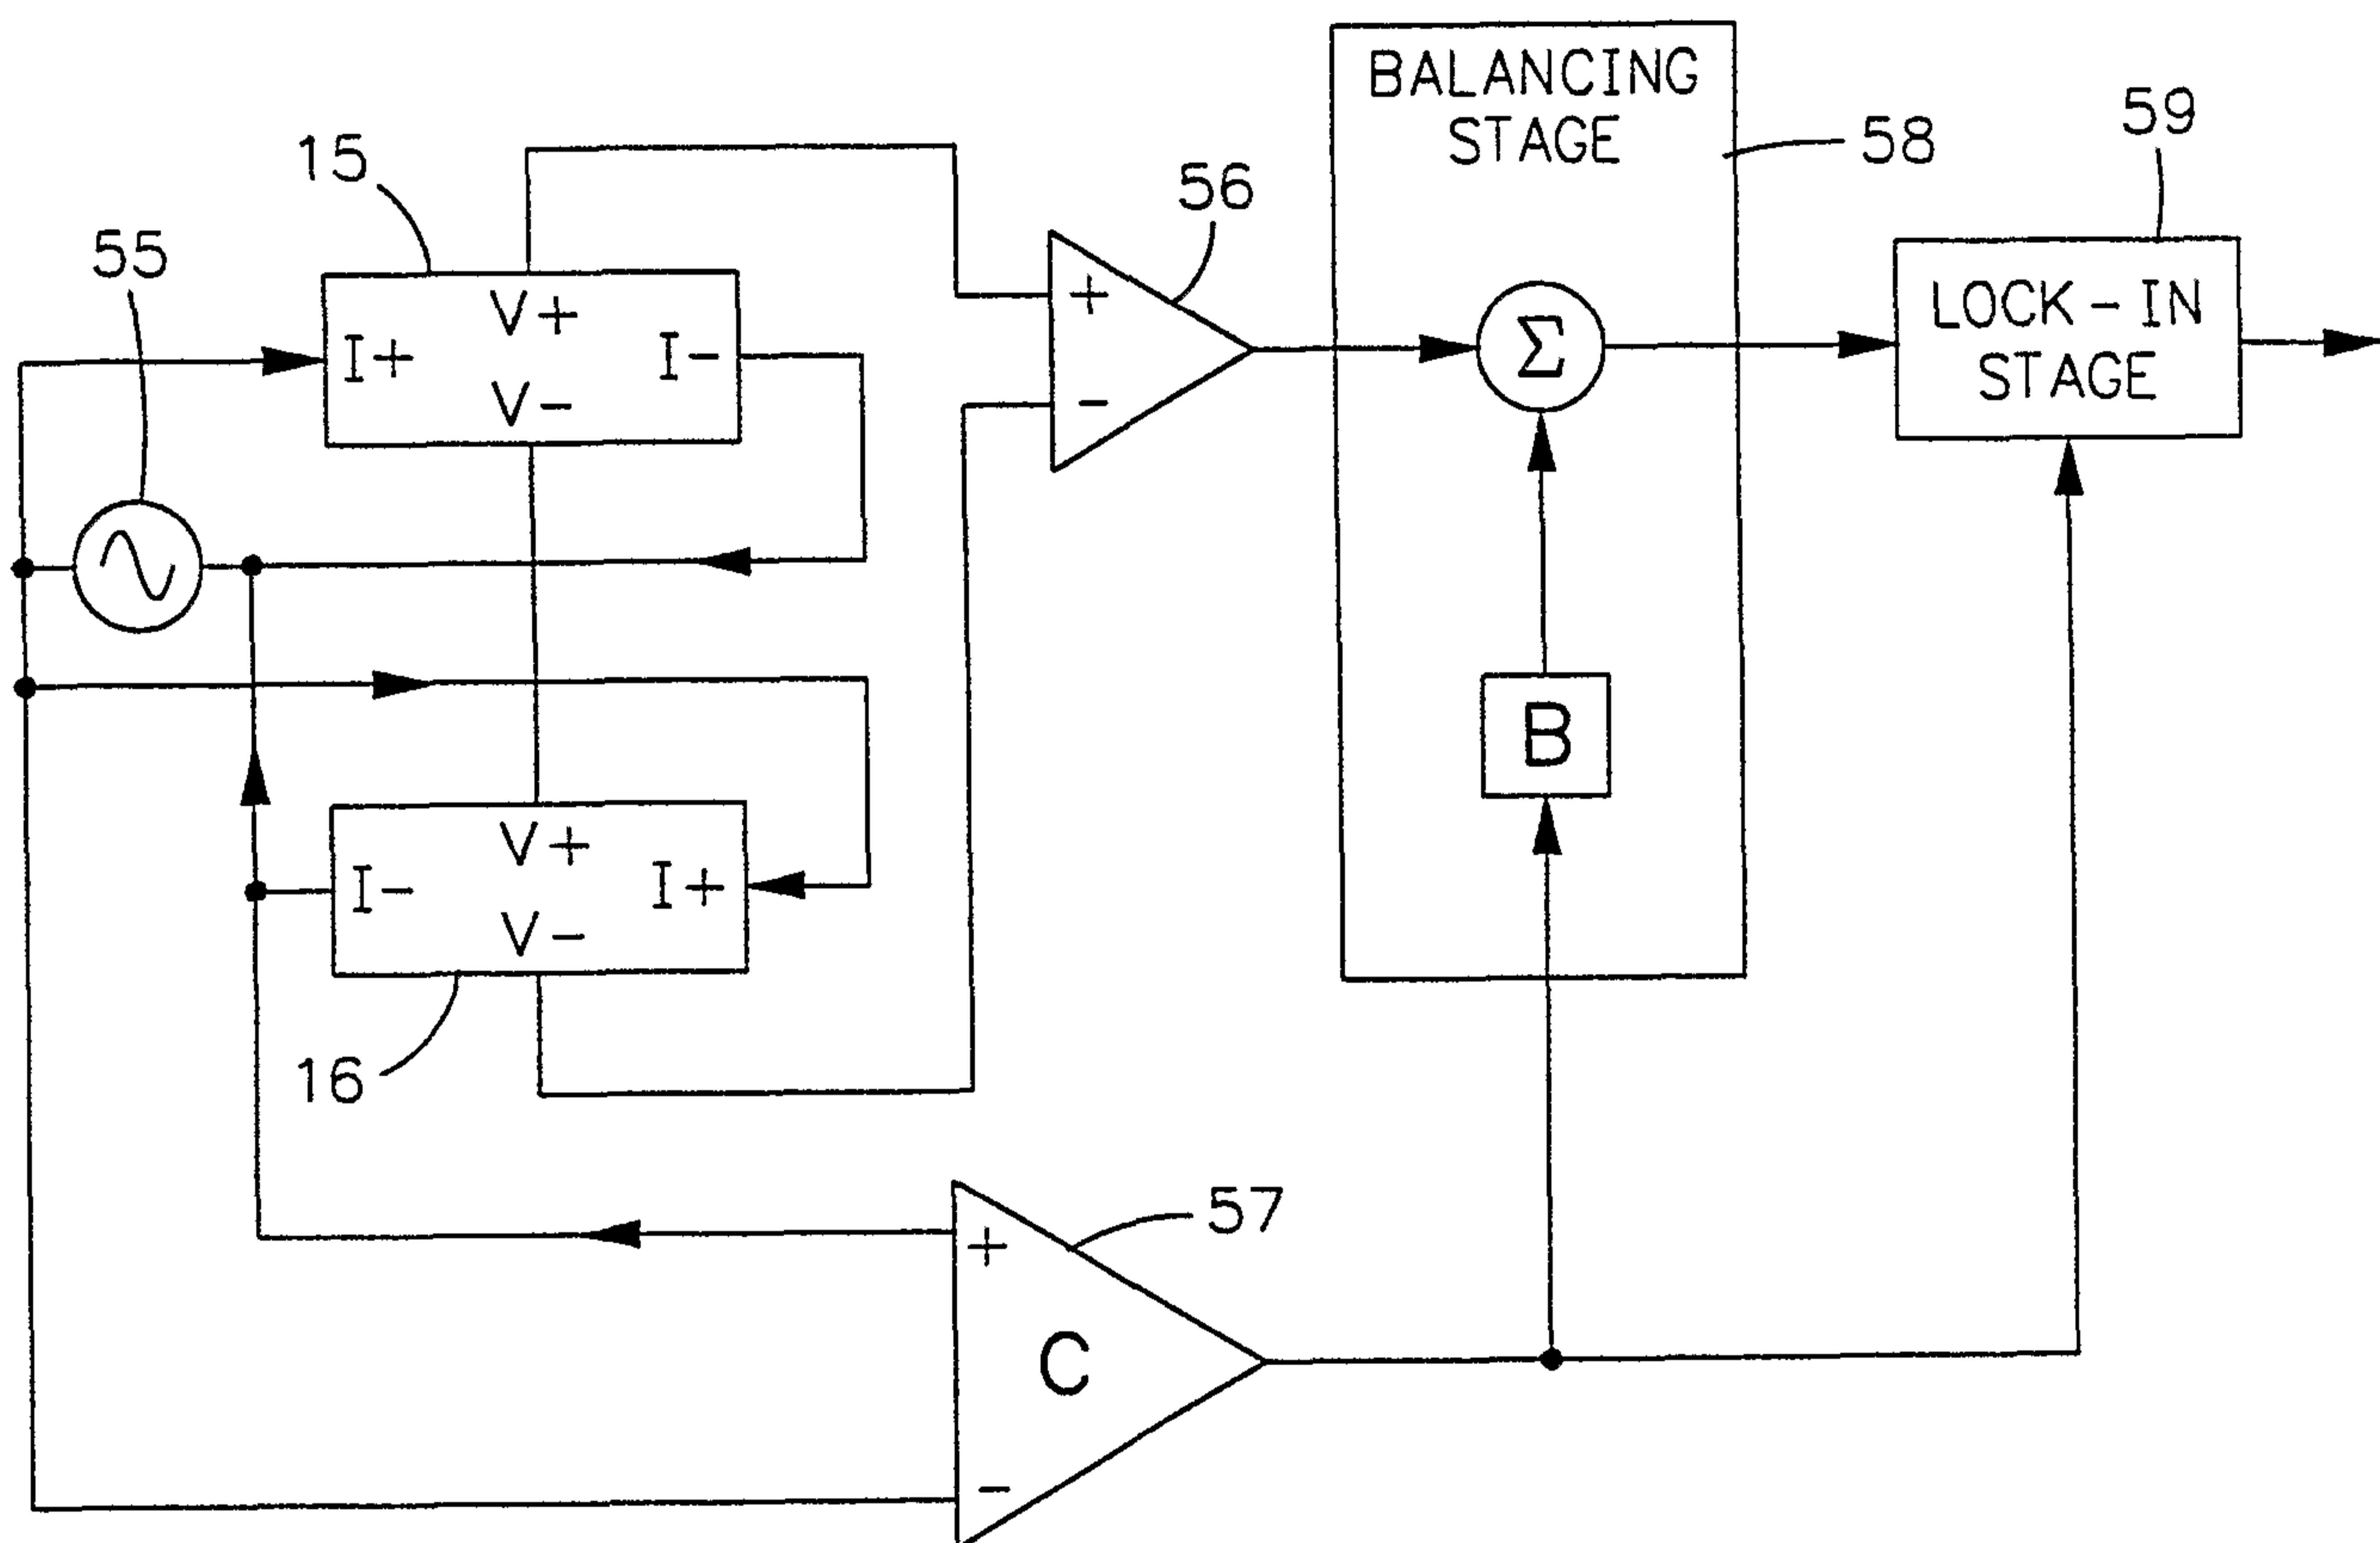 BALANCING
STAGE
58
59
LOCK-IN
STAGE
15
55
I+
V+
V-
I-
56
+
-
Σ
B
I-
V+
V-
I+
16
57
+
C
-